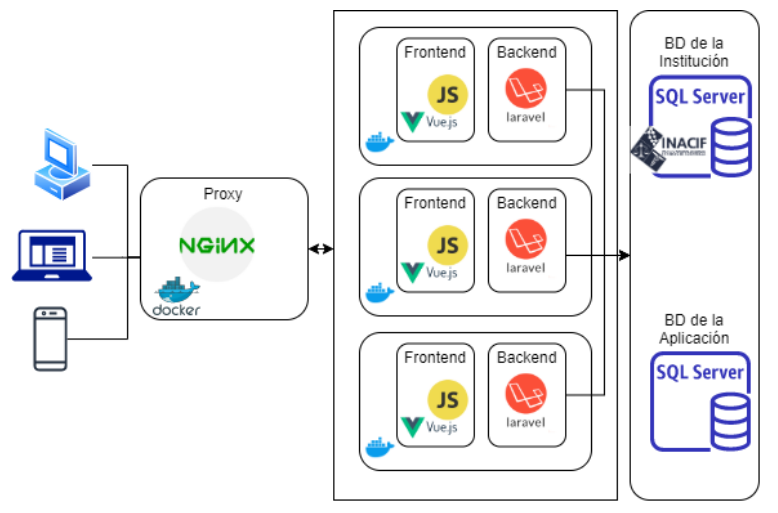 Proxy
NGiNX
docker
Frontend
JS
Vue.js
Backend
laravel
Frontend
JS
Vue.js
Backend
laravel
Frontend
JS
Vue.js
Backend
laravel
BD de la
Institución
SQL Server
INACIF
BD de la
Aplicación
SQL Server